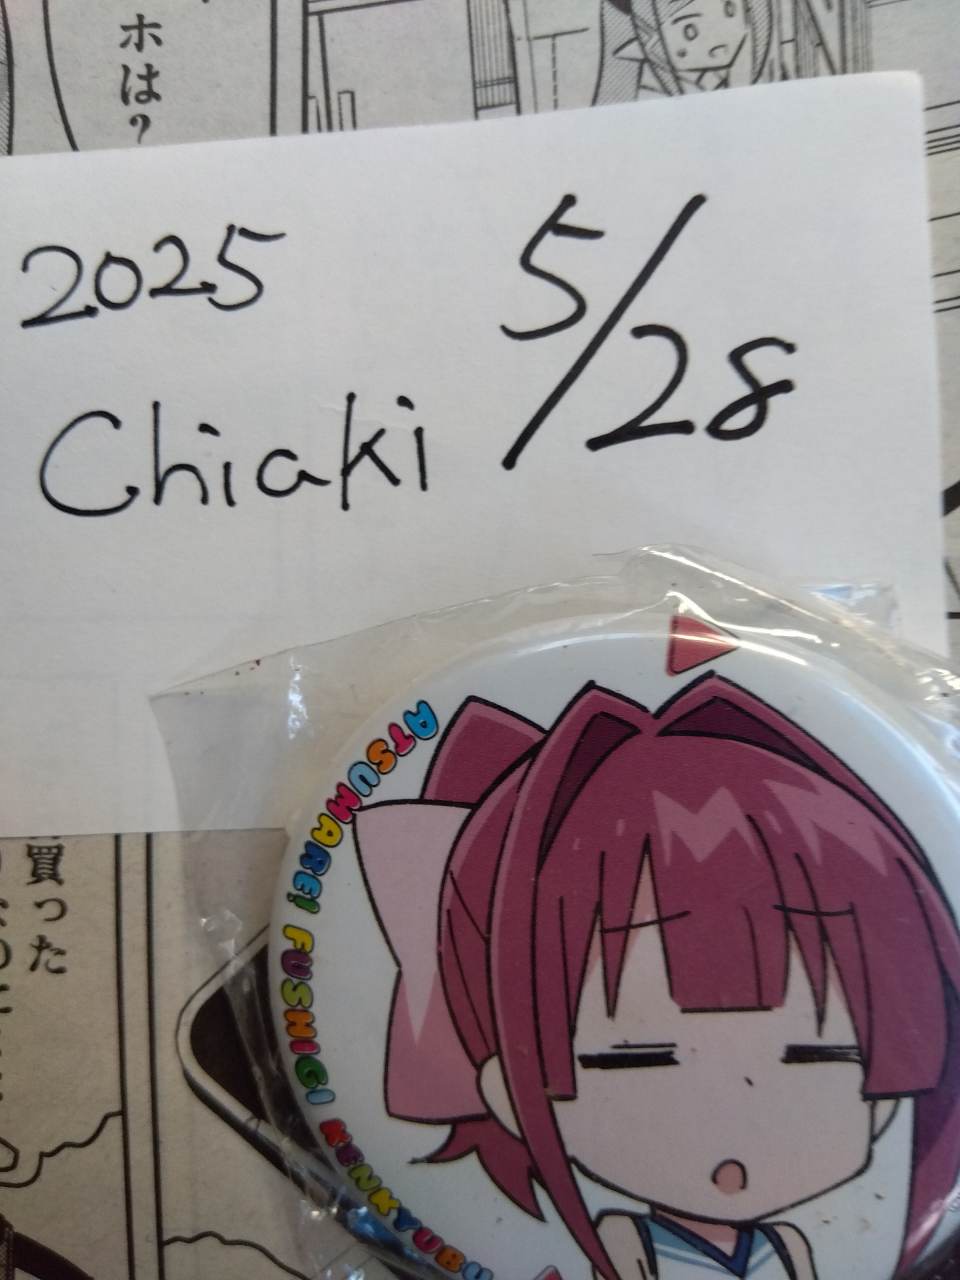 ホは?
2025
5/28
Chiaki
ATSUMARE! FUSHIGI KENKYUBU
買った